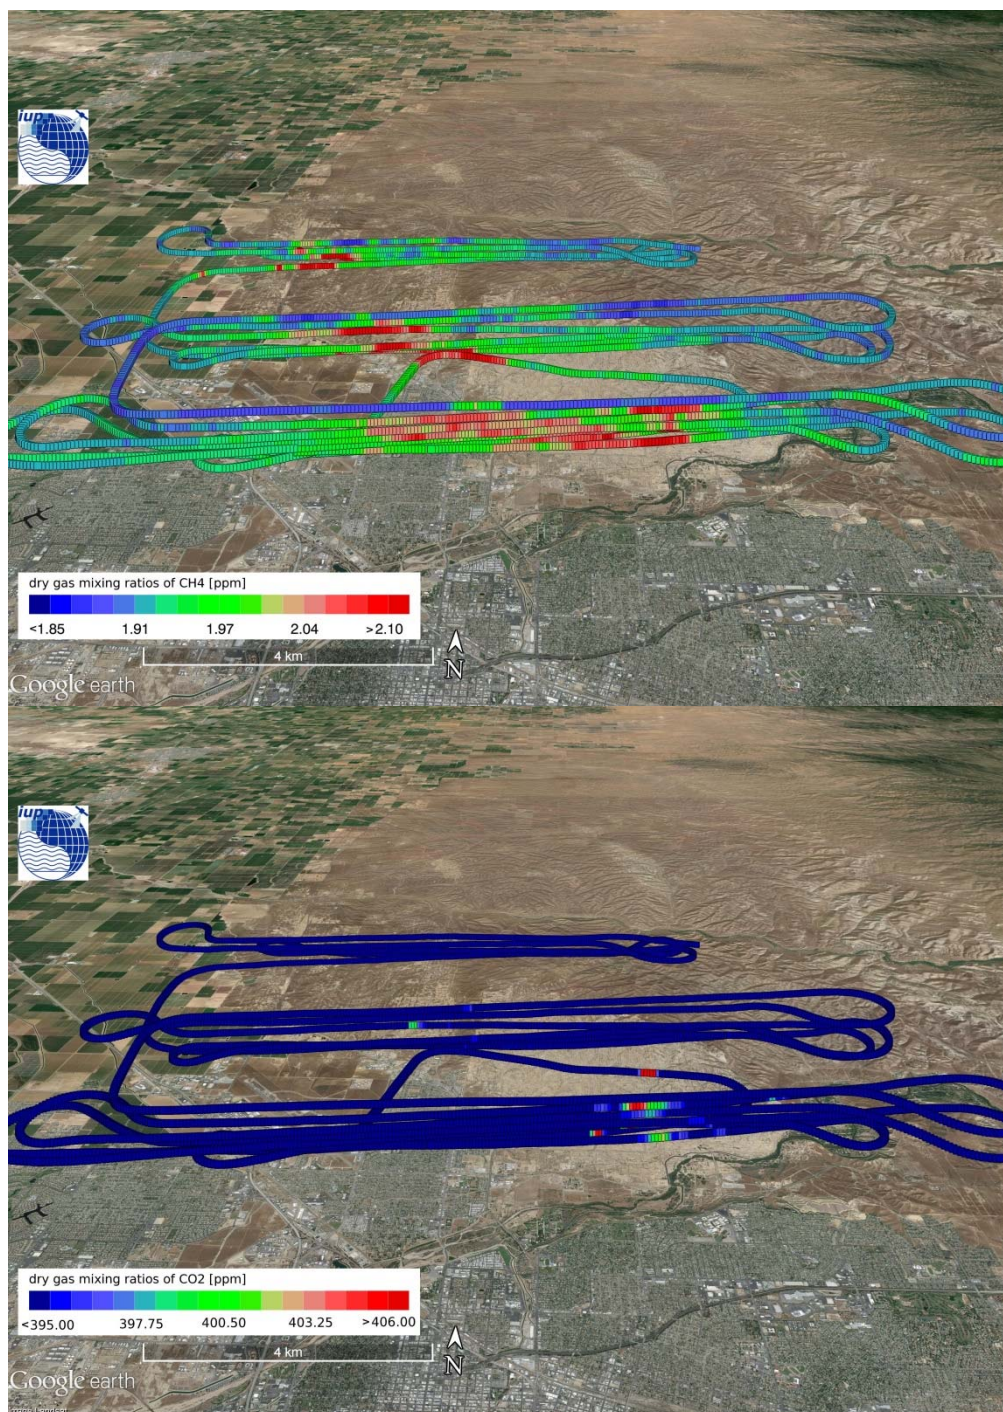 iup
dry gas mixing ratios of CH4 [ppm]
<1.85 1.91 1.97 2.04 >2.10
4 km
N
Google earth
iup
dry gas mixing ratios of CO2 [ppm]
<395.00 397.75 400.50 403.25 >406.00
4 km
N
Google earth